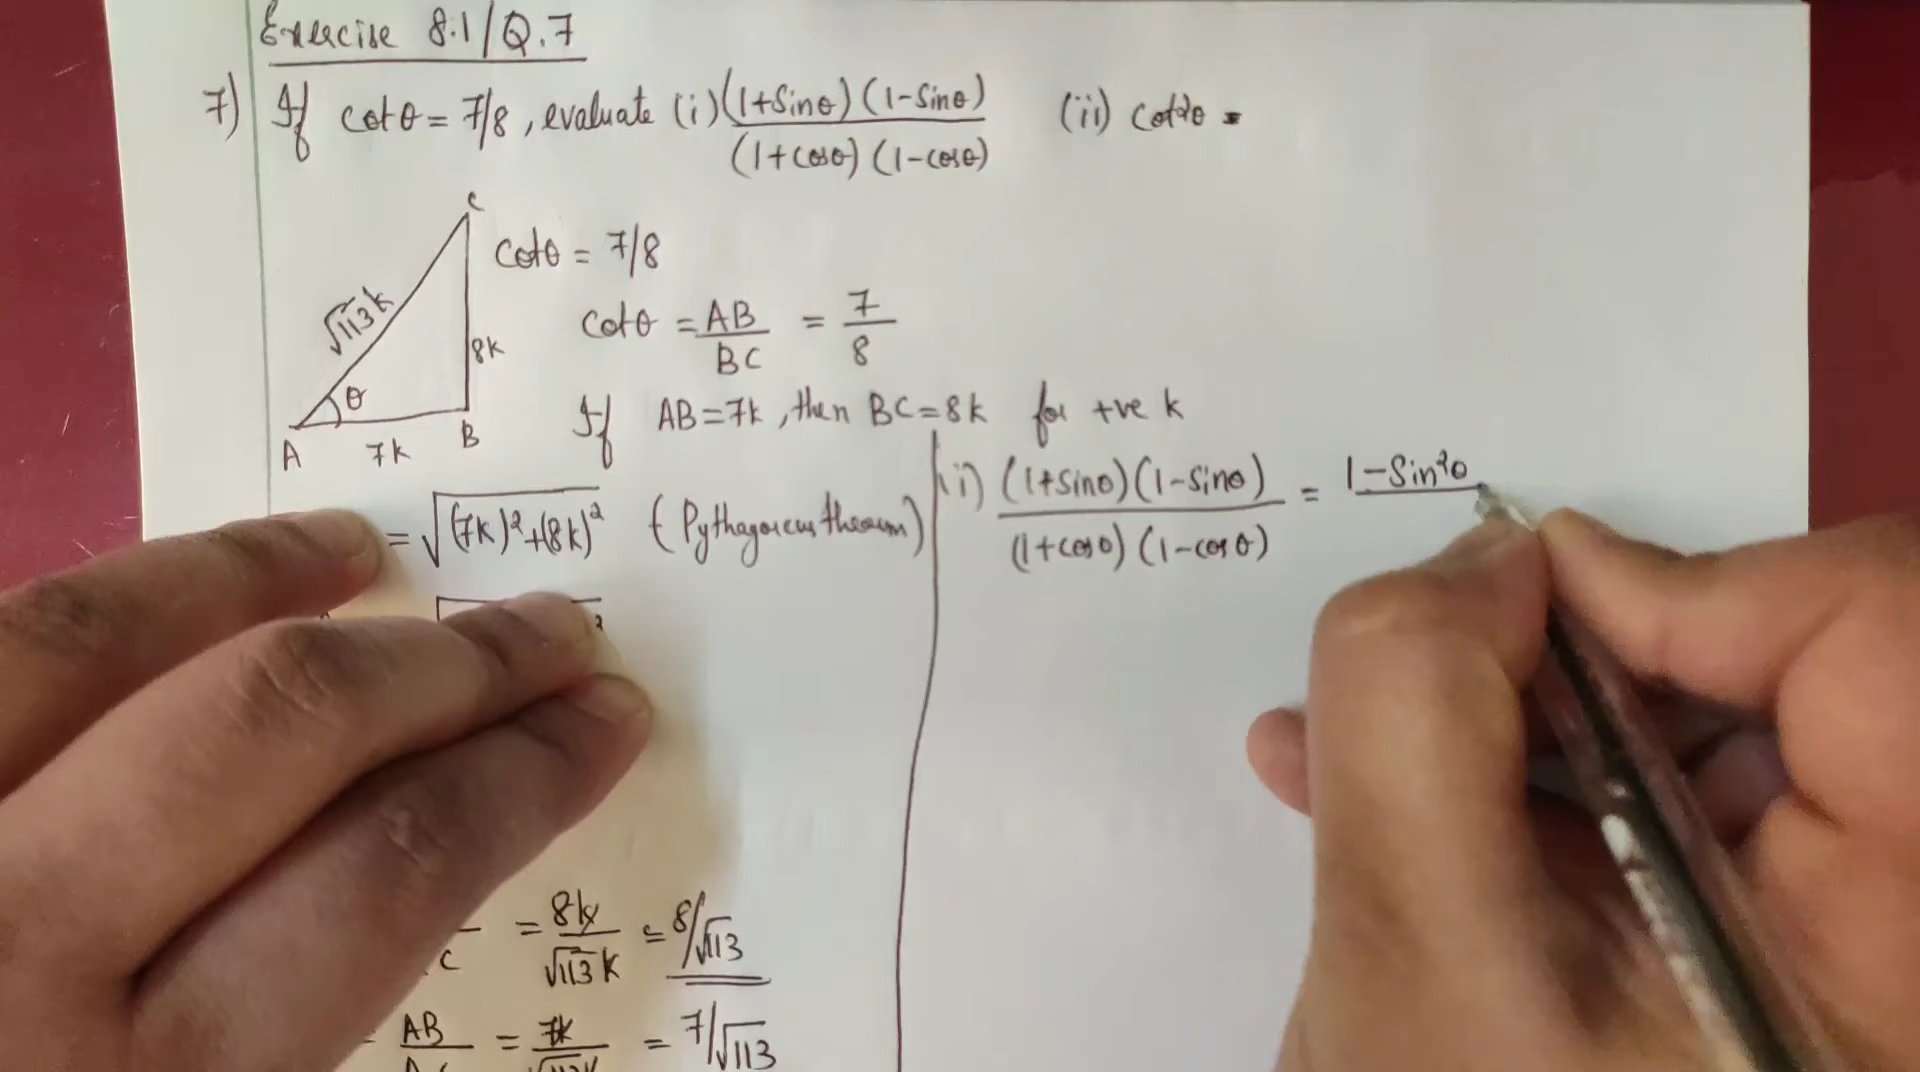 Exercise 8.1/Q.7
7) If cotθ = 7/8, evaluate (i) (1+Sinθ) (1-Sinθ) (ii) cot²θ =
(1+cosθ) (1-cosθ)
C
cotθ = 7/8
√113k
cotθ = AB = 7
BC 8
8k
θ
A 7k B
If AB=7k, then BC=8k for +ve k
= √(7k)²+(8k)² (Pythagorus theorem)
i) (1+sinθ)(1-sinθ) = 1-Sin²θ
(1+cosθ) (1-cosθ)
2
= 8k = 8/√113
C √113k
AB = 7k = 7/√113